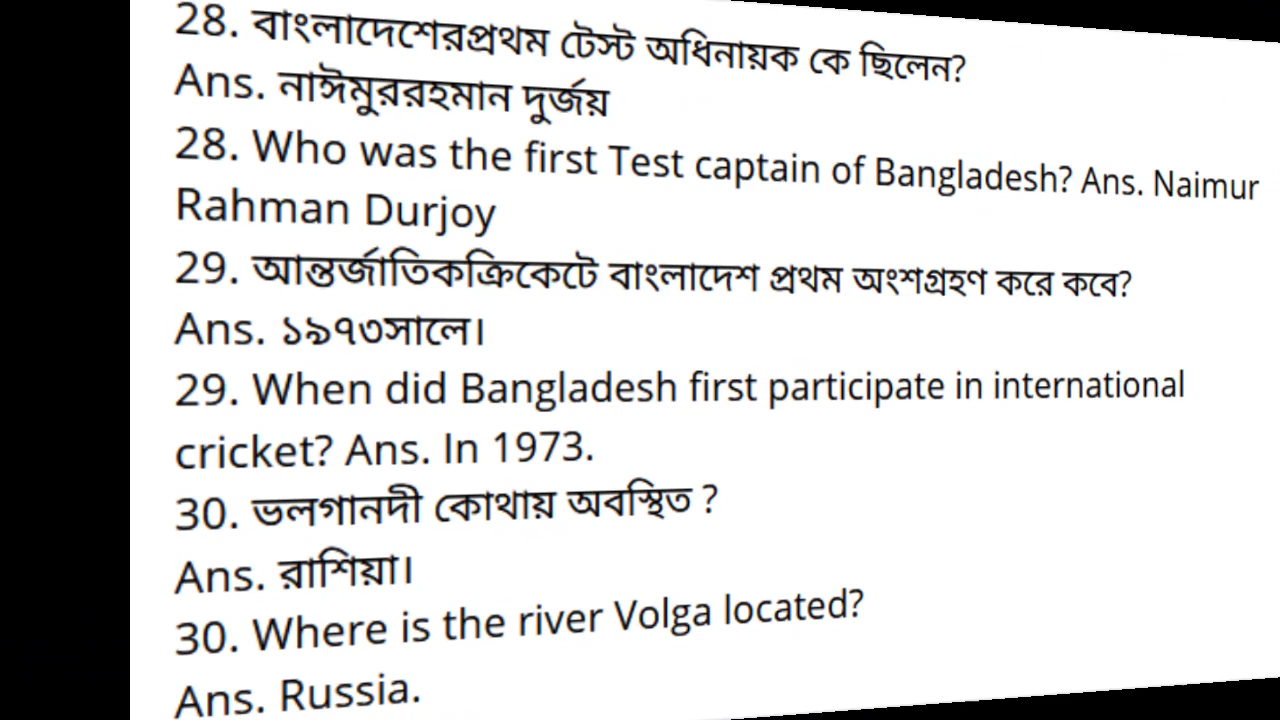 28. বাংলাদেশেরপ্রথম টেস্ট অধিনায়ক কে ছিলেন?
Ans. নাঈমুররহমান দুর্জয়
28. Who was the first Test captain of Bangladesh? Ans. Naimur
Rahman Durjoy
29. আন্তর্জাতিকক্রিকেটে বাংলাদেশ প্রথম অংশগ্রহণ করে কবে?
Ans. ১৯৭৩সালে।
29. When did Bangladesh first participate in international
cricket? Ans. In 1973.
30. ভলগানদী কোথায় অবস্থিত ?
Ans. রাশিয়া।
30. Where is the river Volga located?
Ans. Russia.